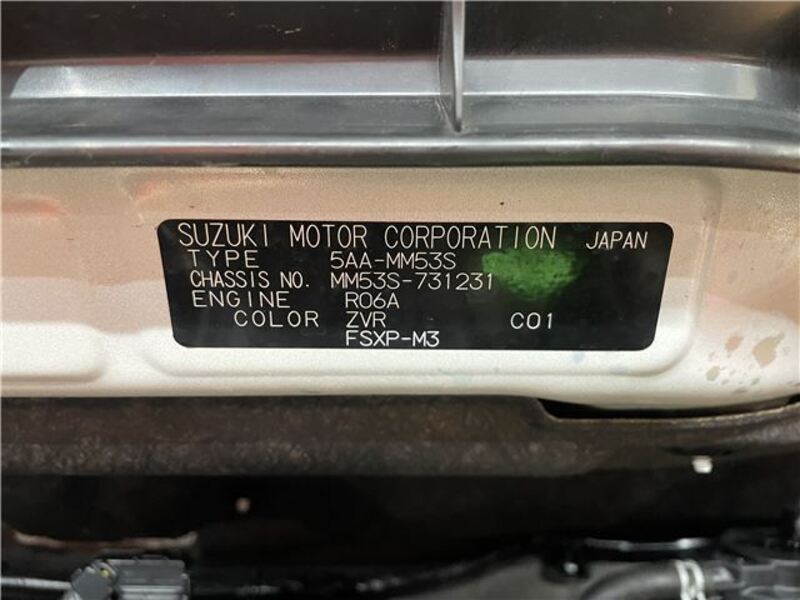 SUZUKI MOTOR CORPORATION JAPAN
TYPE 5AA-MM53S
CHASSIS NO. MM53S-731231
ENGINE R06A
COLOR ZVR C01
FSXP-M3